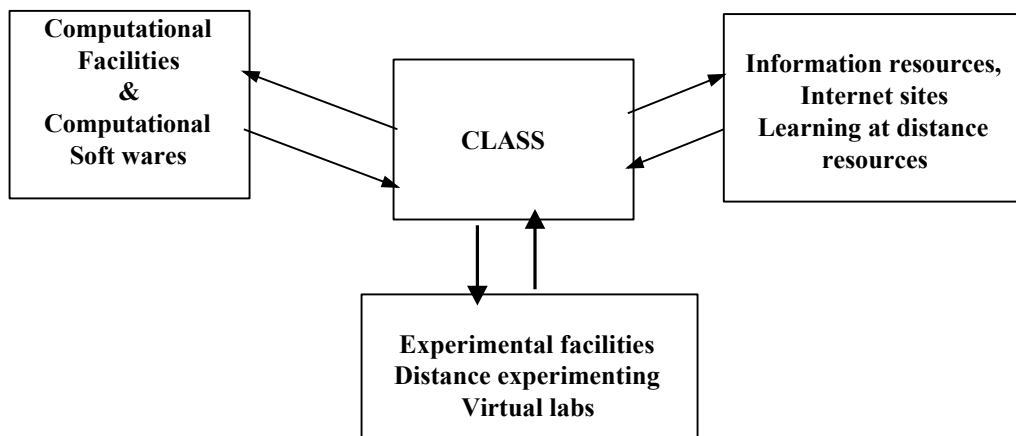 Computational
Facilities
&
Computational
Soft wares
CLASS
Information resources,
Internet sites
Learning at distance
resources
Experimental facilities
Distance experimenting
Virtual labs